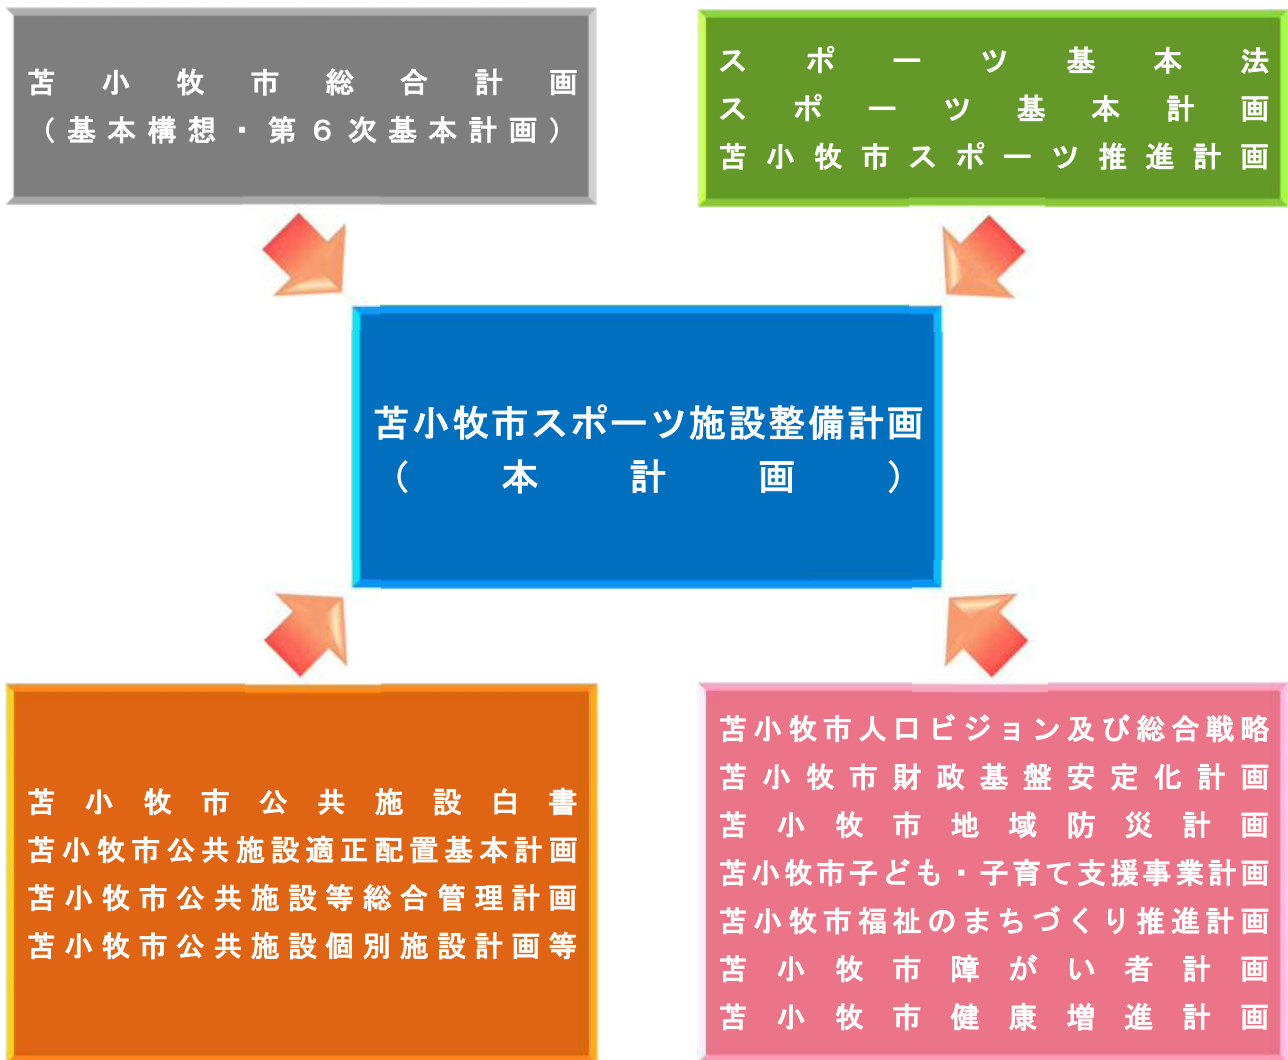 苫小牧市総合計画
（基本構想・第６次基本計画）
スポーツ基本法
スポーツ基本計画
苫小牧市スポーツ推進計画
苫小牧市スポーツ施設整備計画
（本計画）
苫小牧市公共施設白書
苫小牧市公共施設適正配置基本計画
苫小牧市公共施設等総合管理計画
苫小牧市公共施設個別施設計画等
苫小牧市人口ビジョン及び総合戦略
苫小牧市財政基盤安定化計画
苫小牧市地域防災計画
苫小牧市子ども・子育て支援事業計画
苫小牧市福祉のまちづくり推進計画
苫小牧市障がい者計画
苫小牧市健康増進計画